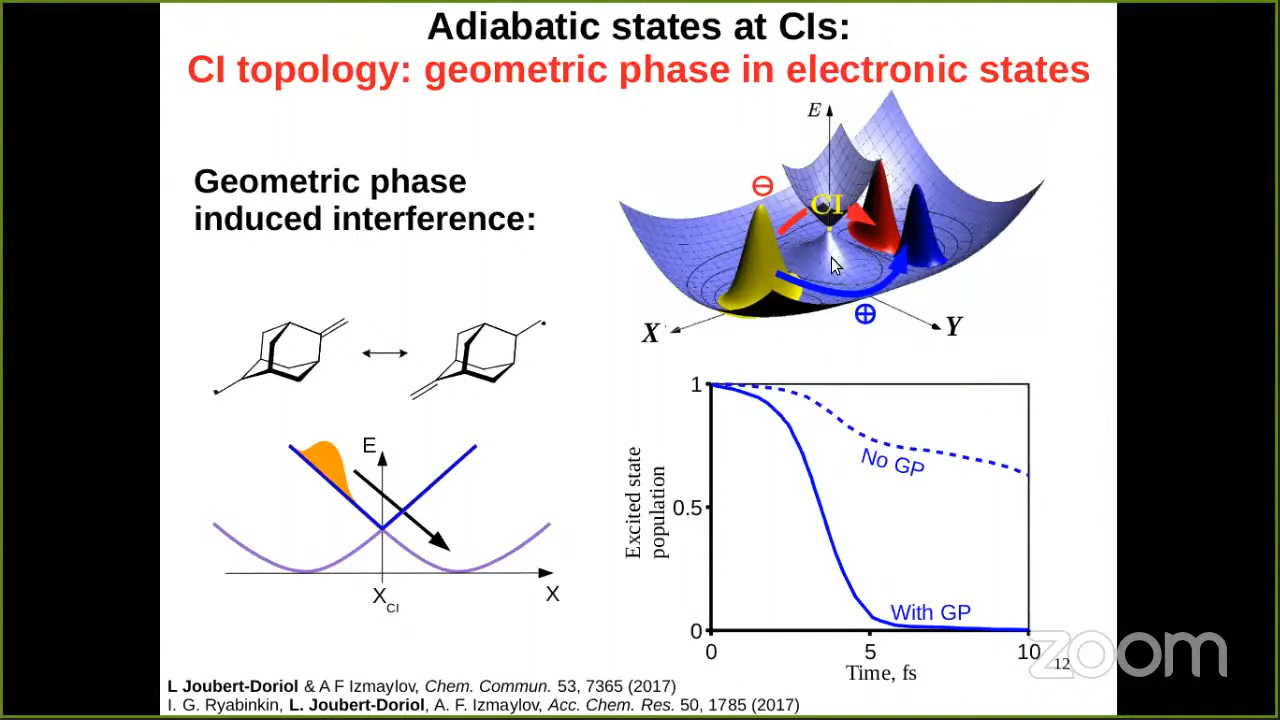 Adiabatic states at CIs:
CI topology: geometric phase in electronic states
Geometric phase
induced interference:
E
⊖
CI
X
Y
⊕
E
X
XCI
1
0.5
0
Excited state
population
No GP
With GP
0
5
10
Time, fs
12
zoom
L Joubert-Doriol & A F Izmaylov, Chem. Commun. 53, 7365 (2017)
I. G. Ryabinkin, L. Joubert-Doriol, A. F. Izmaylov, Acc. Chem. Res. 50, 1785 (2017)